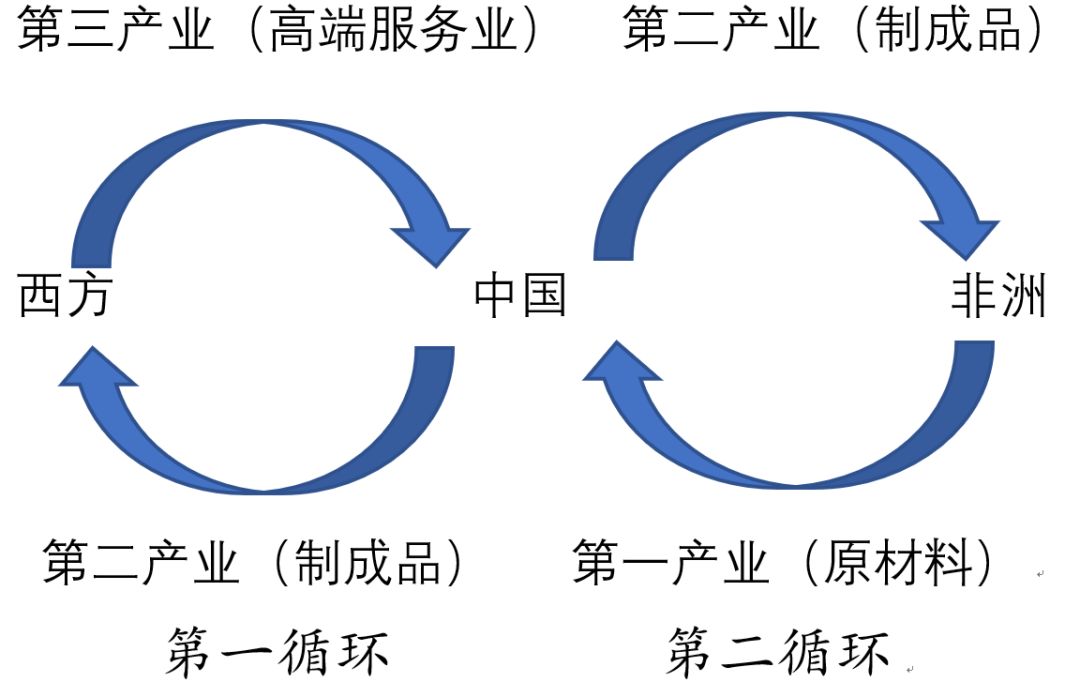 第三产业（高端服务业） 第二产业（制成品）
西方 中国 非洲
第二产业（制成品） 第一产业（原材料）
第一循环 第二循环